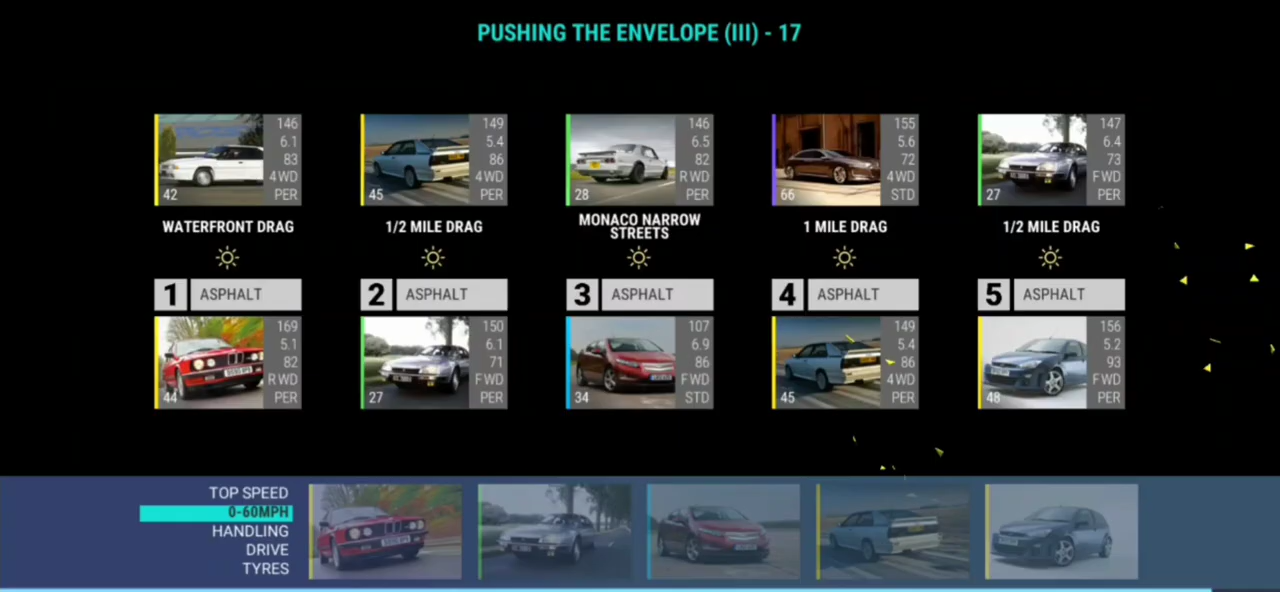 PUSHING THE ENVELOPE (III) - 17
146
6.1
83
4WD
PER
42
149
5.4
86
4WD
PER
45
146
6.5
82
RWD
PER
28
155
5.6
72
4WD
STD
66
147
6.4
73
FWD
PER
27
WATERFRONT DRAG
1/2 MILE DRAG
MONACO NARROW
STREETS
1 MILE DRAG
1/2 MILE DRAG
1 ASPHALT
2 ASPHALT
3 ASPHALT
4 ASPHALT
5 ASPHALT
169
5.1
82
RWD
PER
44
150
6.1
71
FWD
PER
27
107
6.9
86
FWD
STD
34
149
5.4
86
4WD
PER
45
156
5.2
93
FWD
PER
48
TOP SPEED
0-60MPH
HANDLING
DRIVE
TYRES